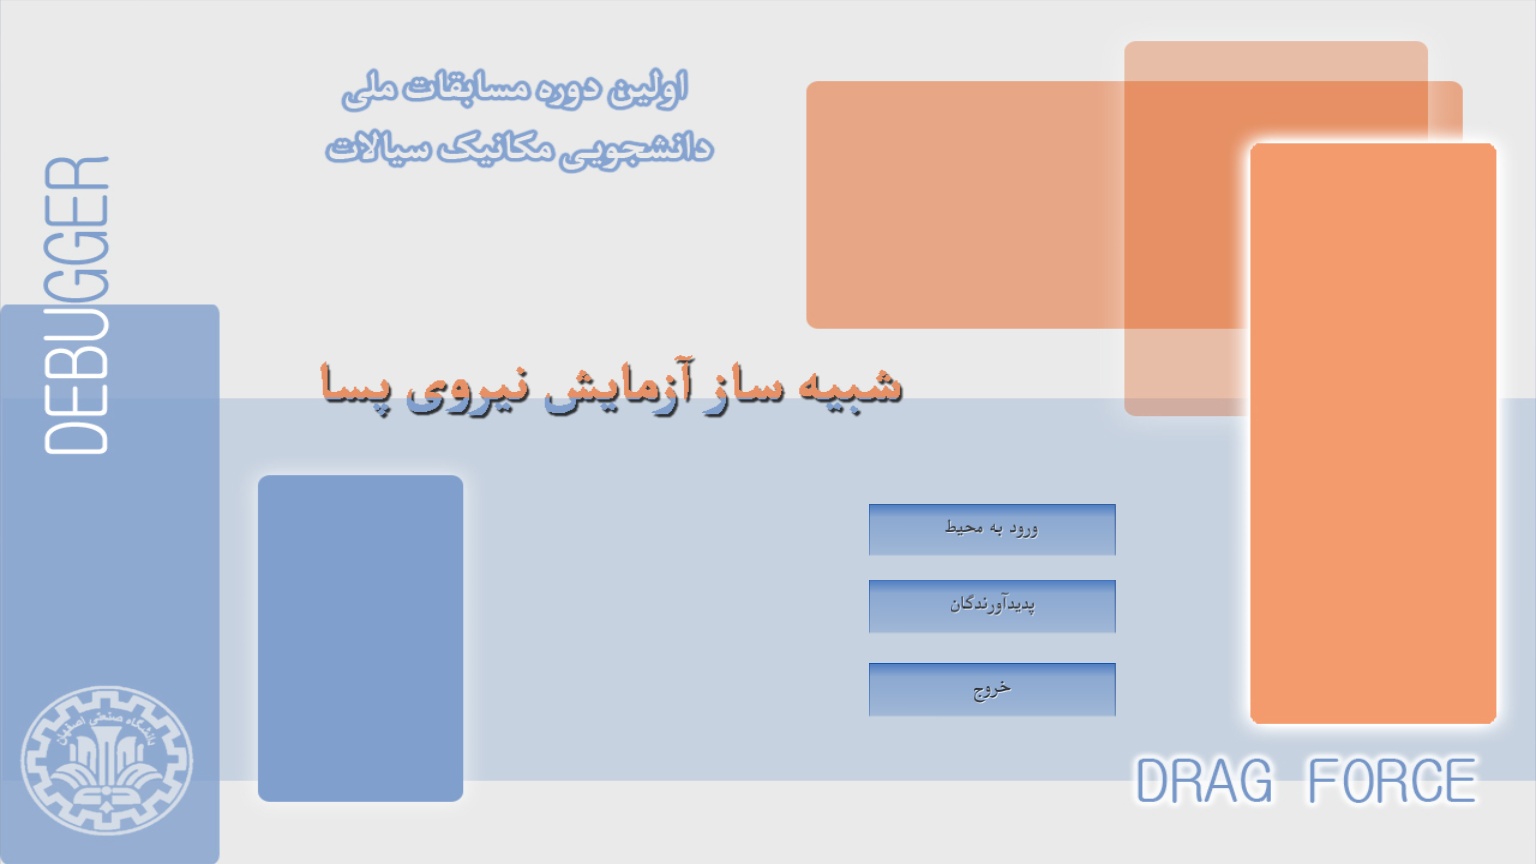 اولین دوره مسابقات ملی
دانشجویی مکانیک سیالات
DEBUGGER
شبیه ساز آزمایش نیروی پسا
ورود به محیط
پدیدآورندگان
خروج
دانشگاه صنعتی اصفهان
DRAG FORCE